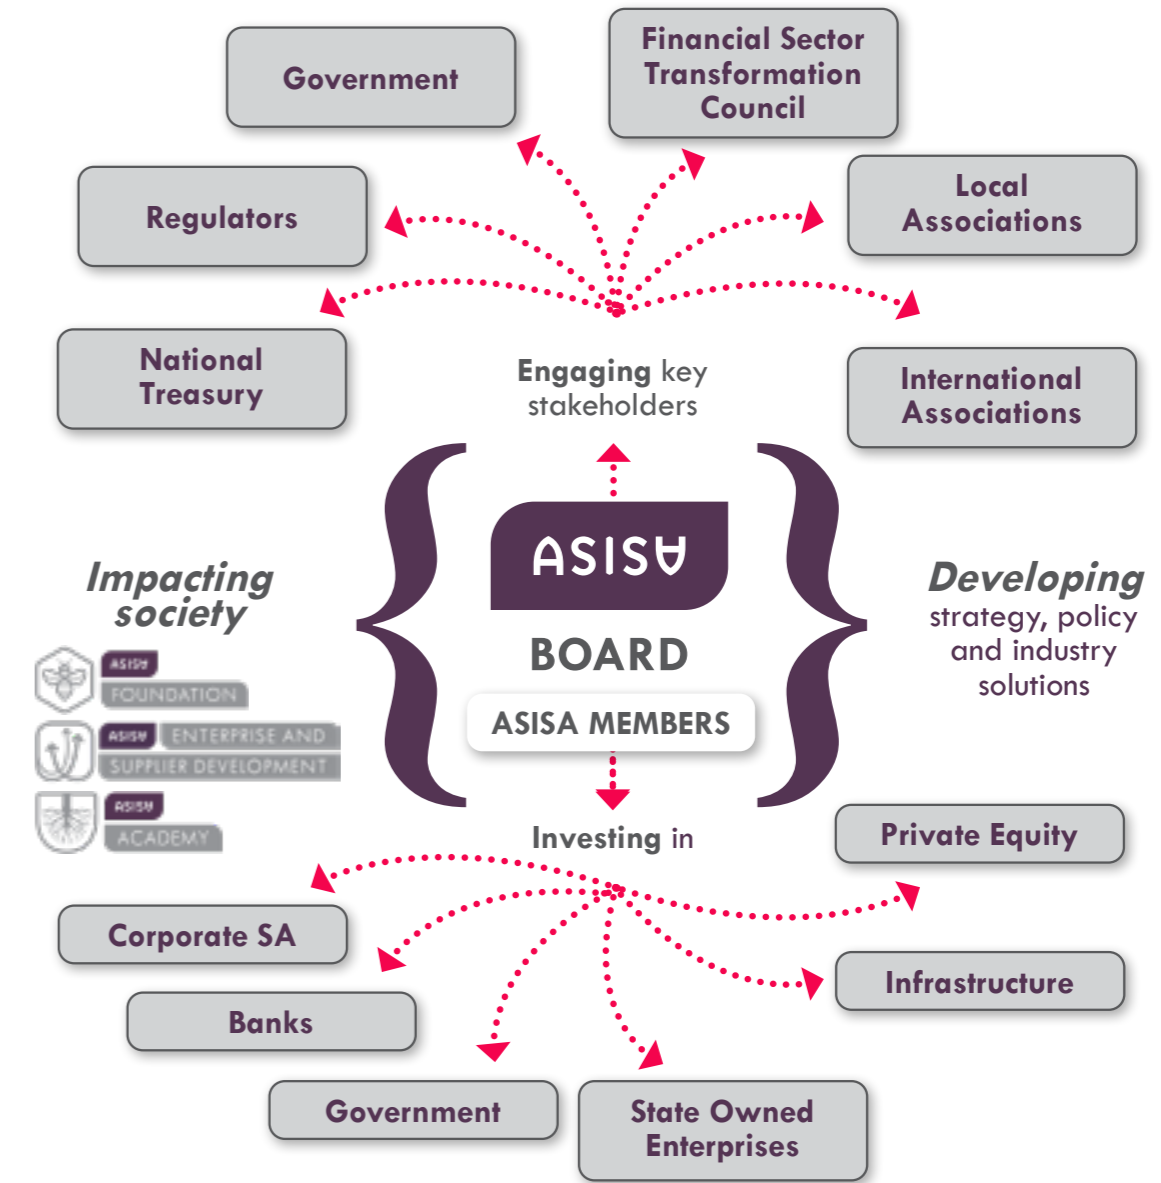 Government
Financial Sector
Transformation
Council
Regulators
Local
Associations
National
Treasury
International
Associations
Engaging key
stakeholders
ASISA
BOARD
ASISA MEMBERS
Impacting
society
ASISA
FOUNDATION
ASISA ENTERPRISE AND
SUPPLIER DEVELOPMENT
ASISA
ACADEMY
Developing
strategy, policy
and industry
solutions
Investing in
Private Equity
Corporate SA
Infrastructure
Banks
Government
State Owned
Enterprises